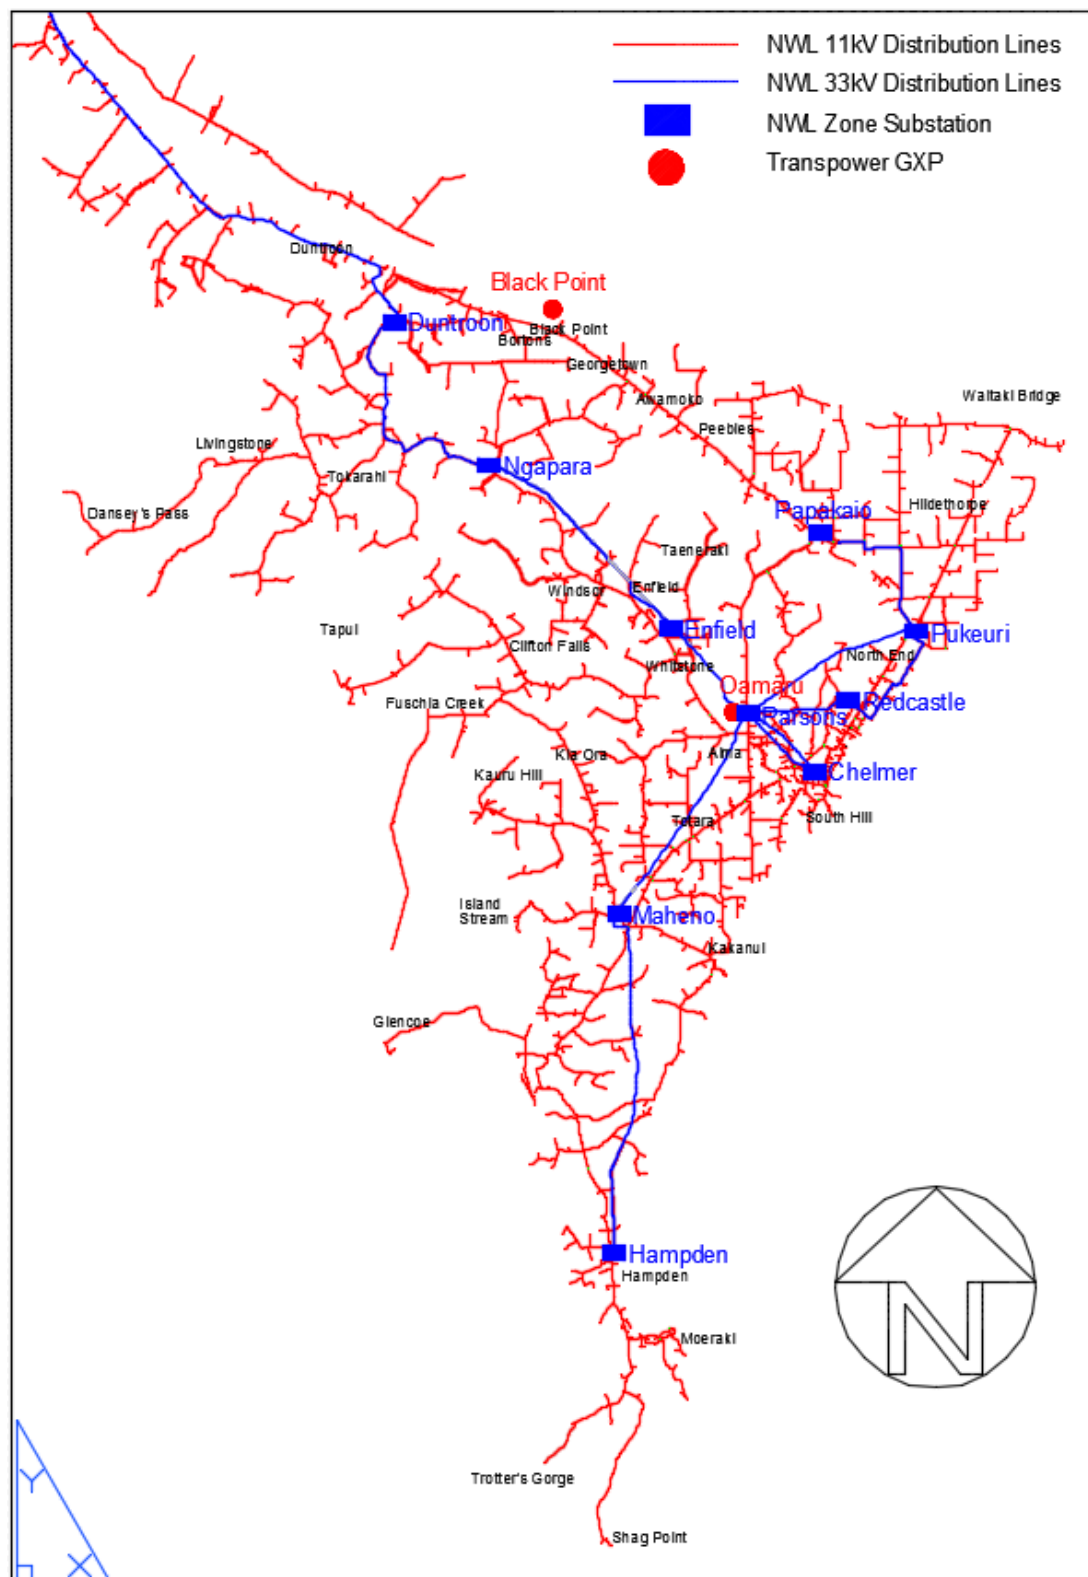 NWL 11kV Distribution Lines
NWL 33kV Distribution Lines
NWL Zone Substation
Transpower GXP
Duntroon
Black Point
Duntroon
Black Point
Bortons
Georgetown
Awamoko
Waitaki Bridge
Peebles
Livingstone
Ngapara
Tokarahi
Dansey's Pass
Papakaio
Hildethorpe
Taeneraki
Windsor
Enfield
Tapui
Enfield
Pukeuri
Clifton Falls
North End
Whitstone
Oamaru
Fuschia Creek
Redcastle
Parsons
Alma
Kia Ora
Kauru Hill
Chelmer
Totara
South Hill
Island
Stream
Maheno
Kakanui
Glencoe
Hampden
Hampden
Moeraki
Trotter's Gorge
Shag Point
N
Y
X